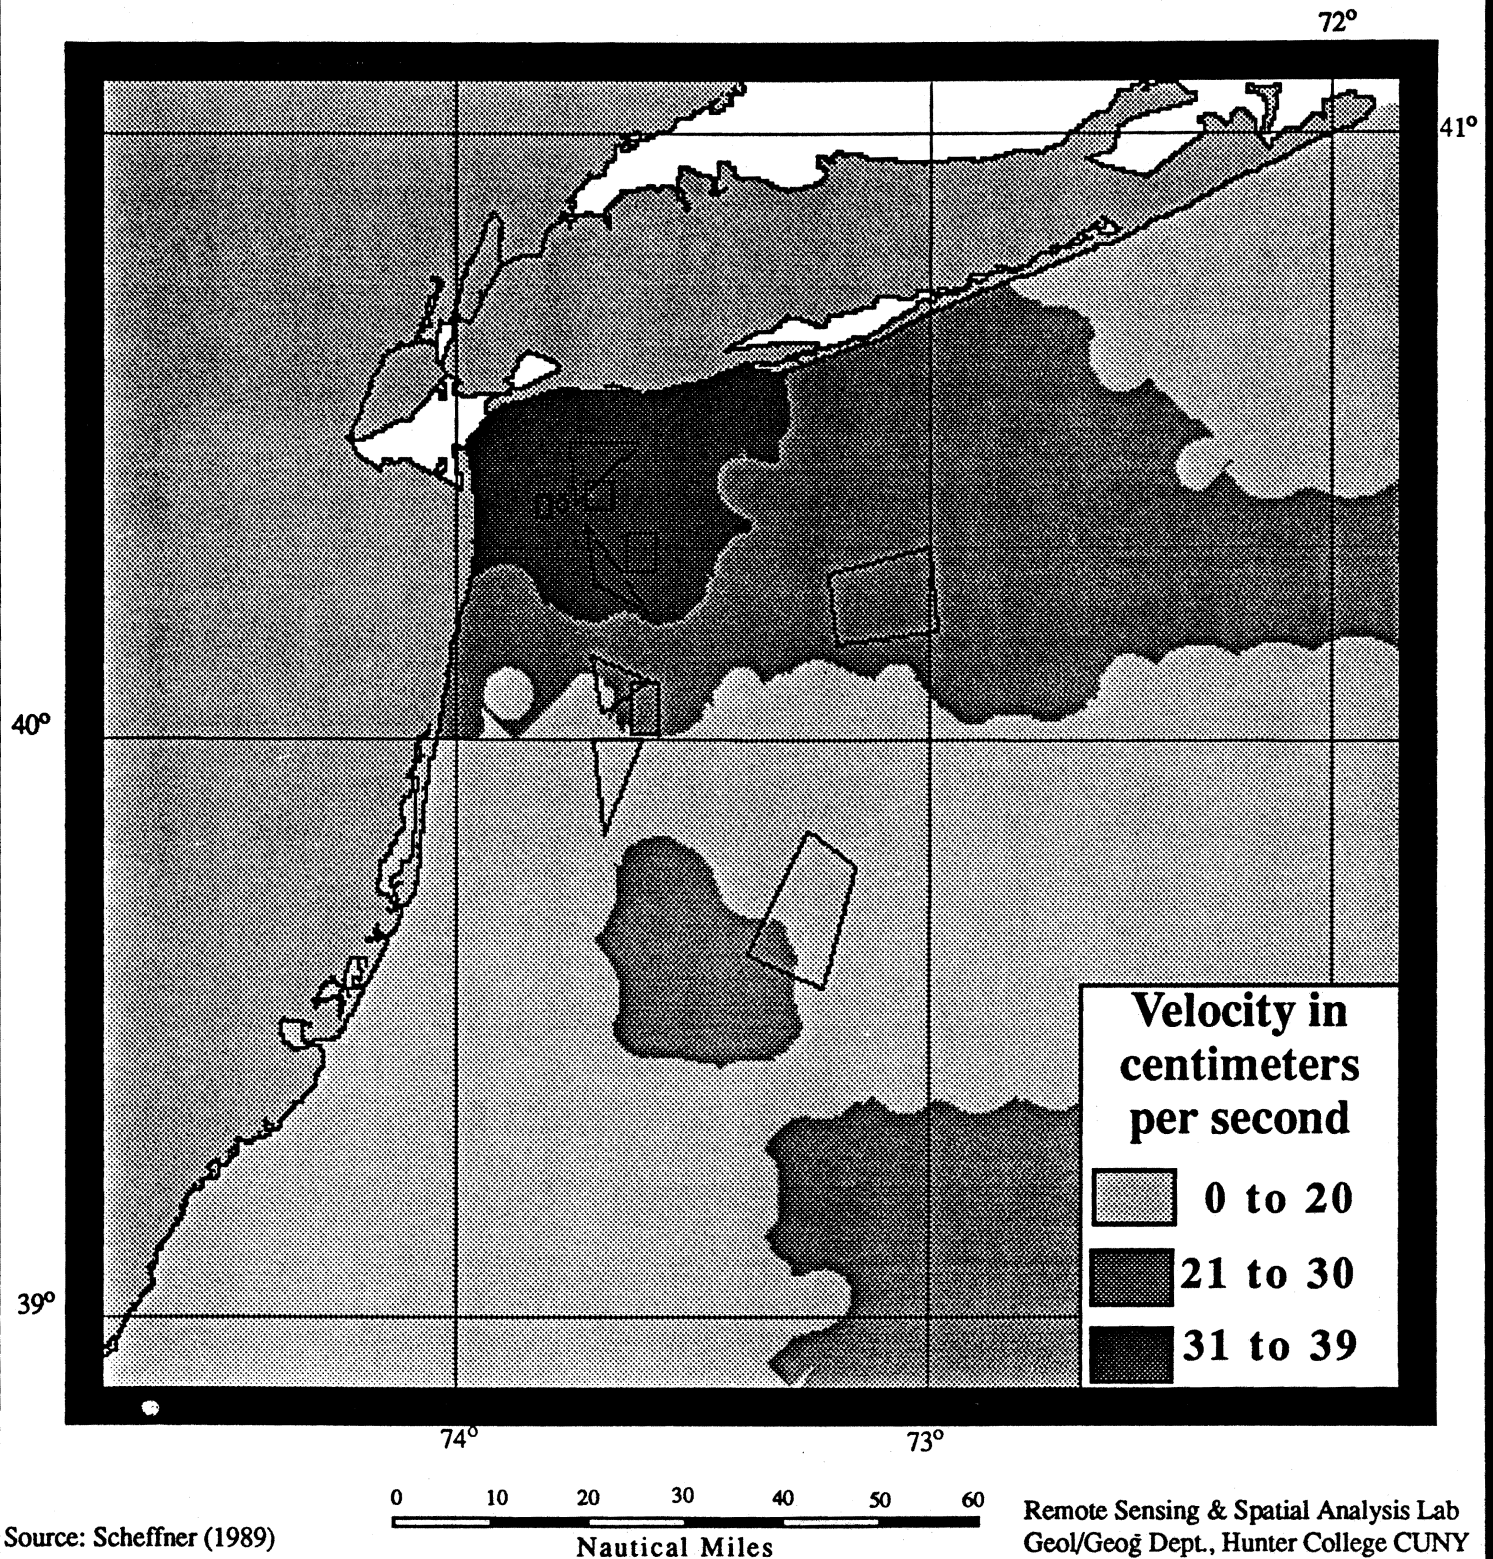 72°
41°
40°
39°
Velocity in
centimeters
per second
0 to 20
21 to 30
31 to 39
74°
73°
0 10 20 30 40 50 60
Nautical Miles
Source: Scheffner (1989)
Remote Sensing & Spatial Analysis Lab
Geol/Geog Dept., Hunter College CUNY